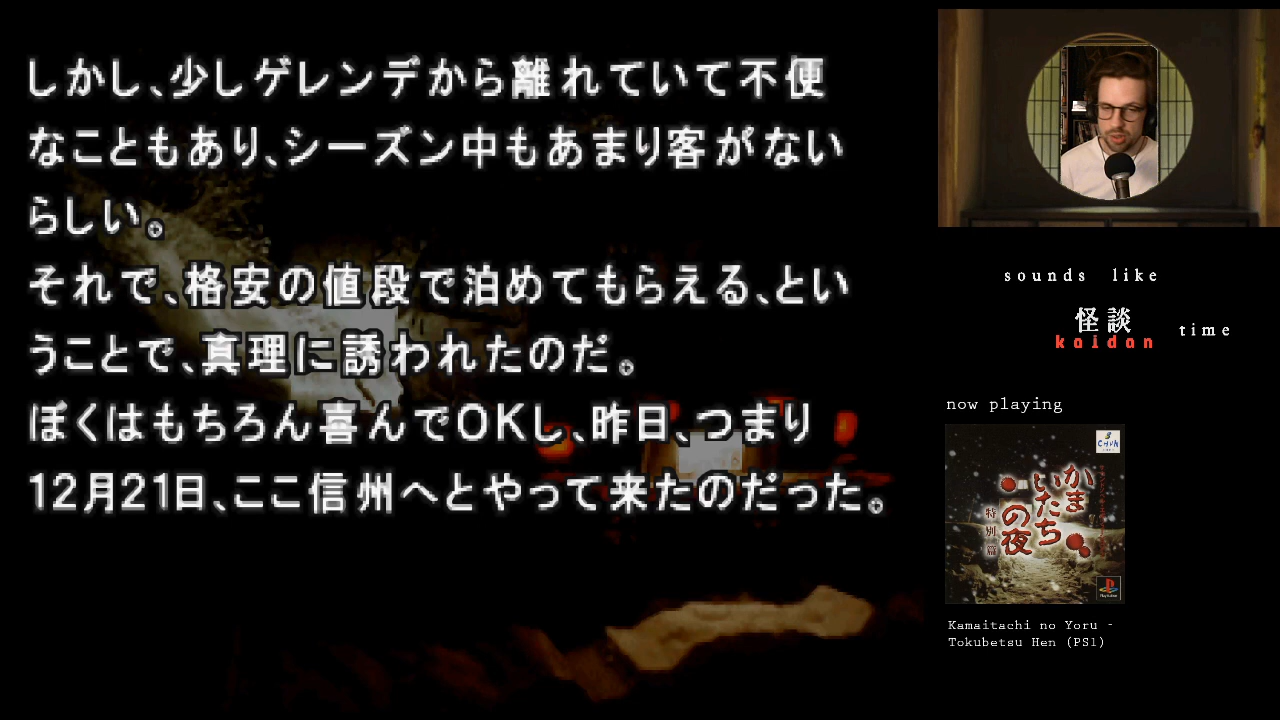 しかし、少しゲレンデから離れていて不便
なこともあり、シーズン中もあまり客がない
らしい。
それで、格安の値段で泊めてもらえる、とい
うことで、真理に誘われたのだ。
ぼくはもちろん喜んでOKし、昨日、つまり
12月21日、ここ信州へとやって来たのだった。
sounds like
怪談
kaidan
time
now playing
かま
いたち
の夜
特別篇
CHUN
PlayStation
Kamaitachi no Yoru -
Tokubetsu Hen (PS1)